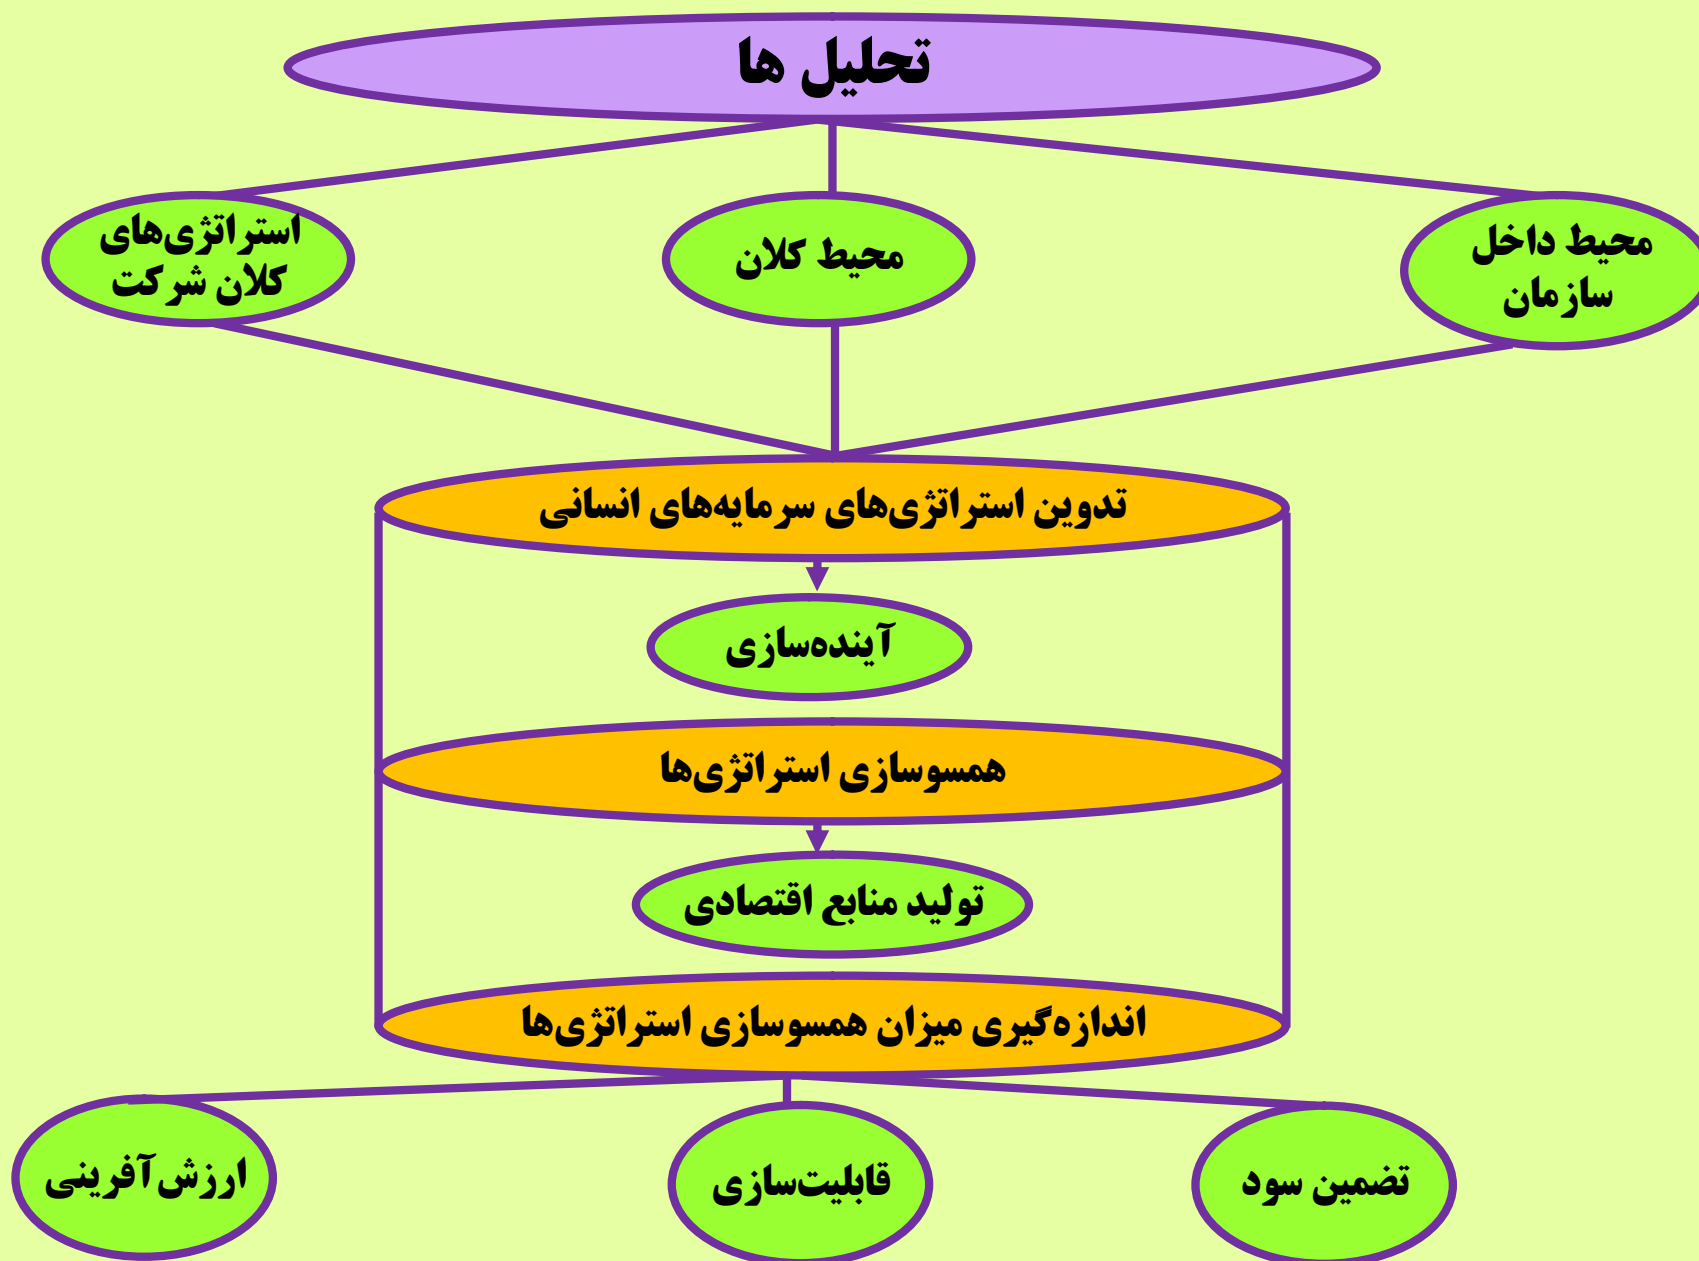 تحلیل ها
محیط داخل
سازمان
محیط کلان
استراتژی‌های
کلان شرکت
تدوین استراتژی‌های سرمایه‌های انسانی
آینده‌سازی
همسوسازی استراتژی‌ها
تولید منابع اقتصادی
اندازه‌گیری میزان همسوسازی استراتژی‌ها
تضمین سود
قابلیت‌سازی
ارزش‌آفرینی